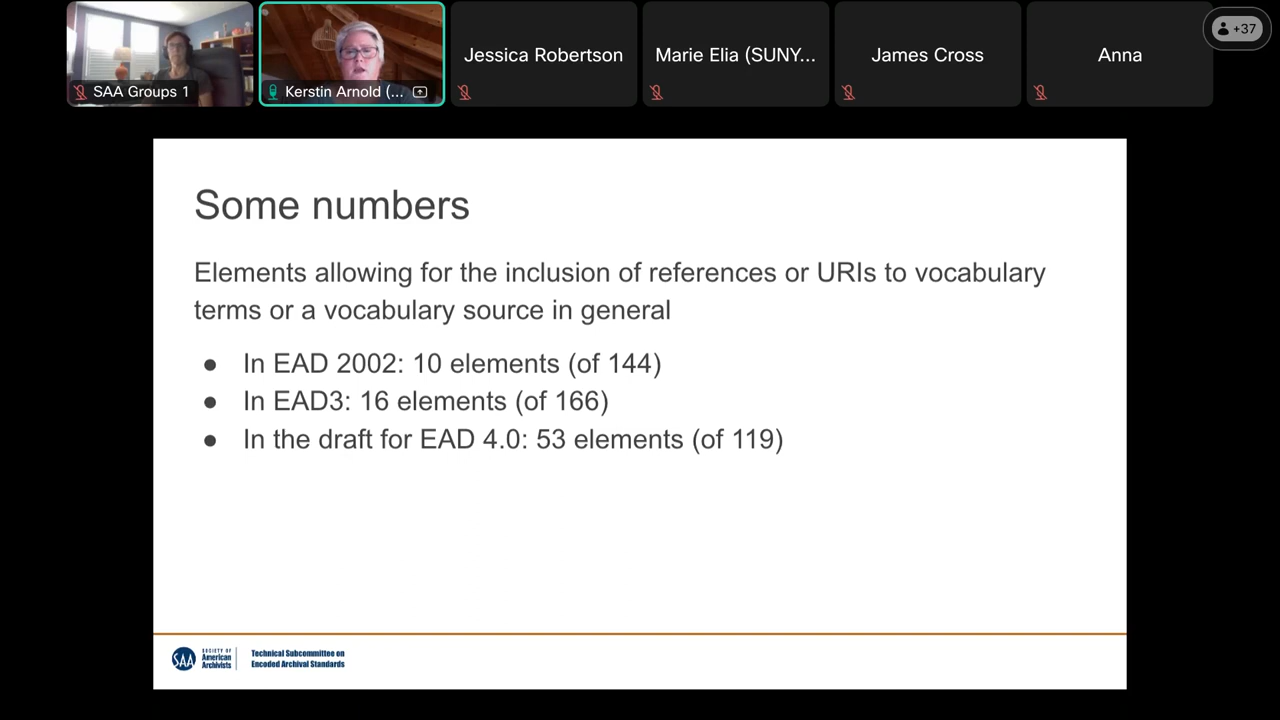 SAA Groups 1
Kerstin Arnold (...
Jessica Robertson
Marie Elia (SUNY...
James Cross
Anna
+37
Some numbers
Elements allowing for the inclusion of references or URIs to vocabulary
terms or a vocabulary source in general
● In EAD 2002: 10 elements (of 144)
● In EAD3: 16 elements (of 166)
● In the draft for EAD 4.0: 53 elements (of 119)
SAA
SOCIETY OF
American
Archivists
Technical Subcommittee on
Encoded Archival Standards